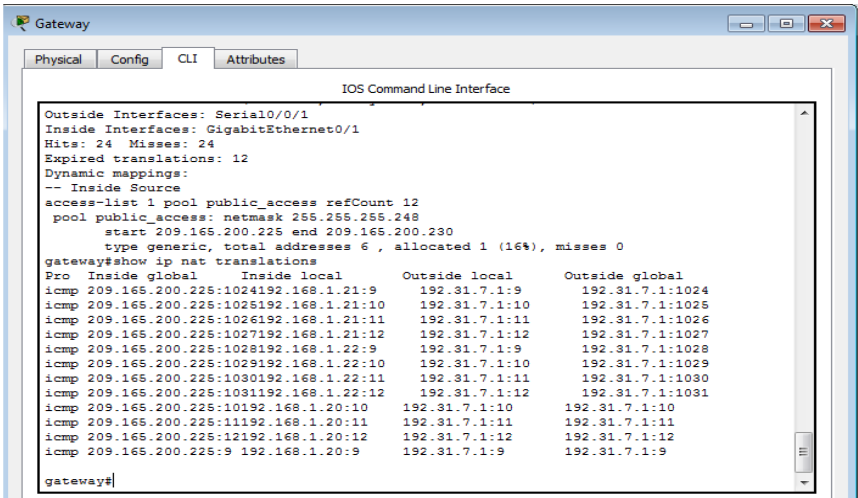 Gateway
Physical Config CLI Attributes
IOS Command Line Interface
Outside Interfaces: Serial0/0/1
Inside Interfaces: GigabitEthernet0/1
Hits: 24 Misses: 24
Expired translations: 12
Dynamic mappings:
-- Inside Source
access-list 1 pool public_access refCount 12
pool public_access: netmask 255.255.255.248
start 209.165.200.225 end 209.165.200.230
type generic, total addresses 6 , allocated 1 (16%), misses 0
gateway#show ip nat translations
Pro Inside global Inside local Outside local Outside global
icmp 209.165.200.225:1024192.168.1.21:9 192.31.7.1:9 192.31.7.1:1024
icmp 209.165.200.225:1025192.168.1.21:10 192.31.7.1:10 192.31.7.1:1025
icmp 209.165.200.225:1026192.168.1.21:11 192.31.7.1:11 192.31.7.1:1026
icmp 209.165.200.225:1027192.168.1.21:12 192.31.7.1:12 192.31.7.1:1027
icmp 209.165.200.225:1028192.168.1.22:9 192.31.7.1:9 192.31.7.1:1028
icmp 209.165.200.225:1029192.168.1.22:10 192.31.7.1:10 192.31.7.1:1029
icmp 209.165.200.225:1030192.168.1.22:11 192.31.7.1:11 192.31.7.1:1030
icmp 209.165.200.225:1031192.168.1.22:12 192.31.7.1:12 192.31.7.1:1031
icmp 209.165.200.225:10192.168.1.20:10 192.31.7.1:10 192.31.7.1:10
icmp 209.165.200.225:11192.168.1.20:11 192.31.7.1:11 192.31.7.1:11
icmp 209.165.200.225:12192.168.1.20:12 192.31.7.1:12 192.31.7.1:12
icmp 209.165.200.225:9 192.168.1.20:9 192.31.7.1:9 192.31.7.1:9
gateway#